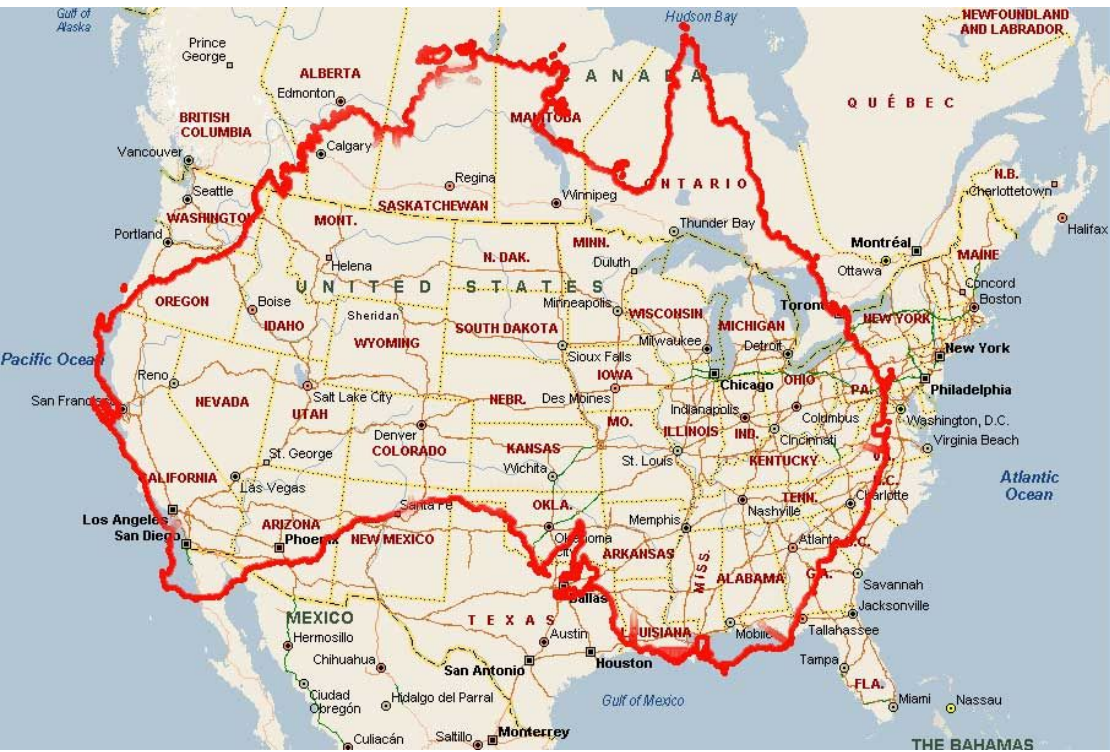 Gulf of
Alaska
Hudson Bay
NEWFOUNDLAND
AND LABRADOR
Prince
George
ALBERTA
Edmonton
CANADA
QUÉBEC
BRITISH
COLUMBIA
MANITOBA
Calgary
Vancouver
Regina
Winnipeg
ONTARIO
N.B.
Charlottetown
Seattle
SASKATCHEWAN
WASHINGTON
MONT.
Thunder Bay
Halifax
Portland
MINN.
Montréal
N. DAK.
Helena
Duluth
Ottawa
MAINE
UNITED STATES
Concord
Boston
OREGON
Boise
Minneapolis
Toronto
IDAHO
Sheridan
SOUTH DAKOTA
WISCONSIN
MICHIGAN
NEW YORK
WYOMING
Milwaukee
Detroit
New York
Pacific Ocean
Sioux Falls
Reno
IOWA
Chicago
OHIO
PA.
Philadelphia
San Francisco
NEVADA
Salt Lake City
NEBR.
Des Moines
UTAH
Indianapolis
Columbus
Washington, D.C.
MO.
ILLINOIS
IND.
Cincinnati
Virginia Beach
Denver
COLORADO
KANSAS
St. Louis
KENTUCKY
St. George
Wichita
CALIFORNIA
Las Vegas
Atlantic
Ocean
TENN.
Charlotte
Santa Fe
OKLA.
Nashville
Los Angeles
San Diego
ARIZONA
Phoenix
NEW MEXICO
Oklahoma
City
Memphis
ARKANSAS
Atlanta
MISS.
ALABAMA
GA.
Savannah
Dallas
Jacksonville
MEXICO
TEXAS
LOUISIANA
Mobile
Tallahassee
Hermosillo
Austin
Chihuahua
San Antonio
Houston
Tampa
FLA.
Ciudad
Obregón
Hidalgo del Parral
Gulf of Mexico
Miami
Nassau
Culiacán
Saltillo
Monterrey
THE BAHAMAS